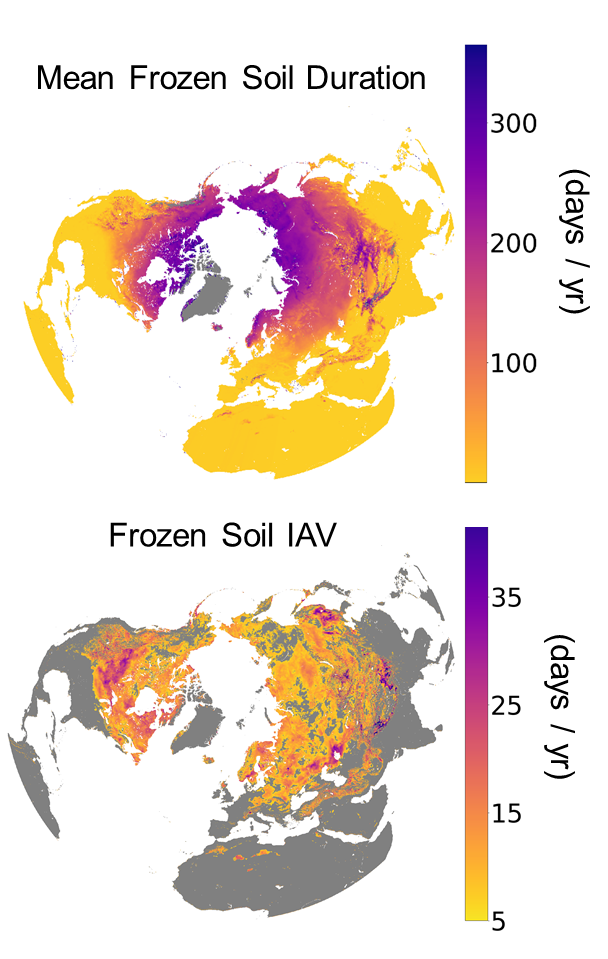 Mean Frozen Soil Duration
300
200
100
(days / yr)
Frozen Soil IAV
35
25
15
5
(days / yr)